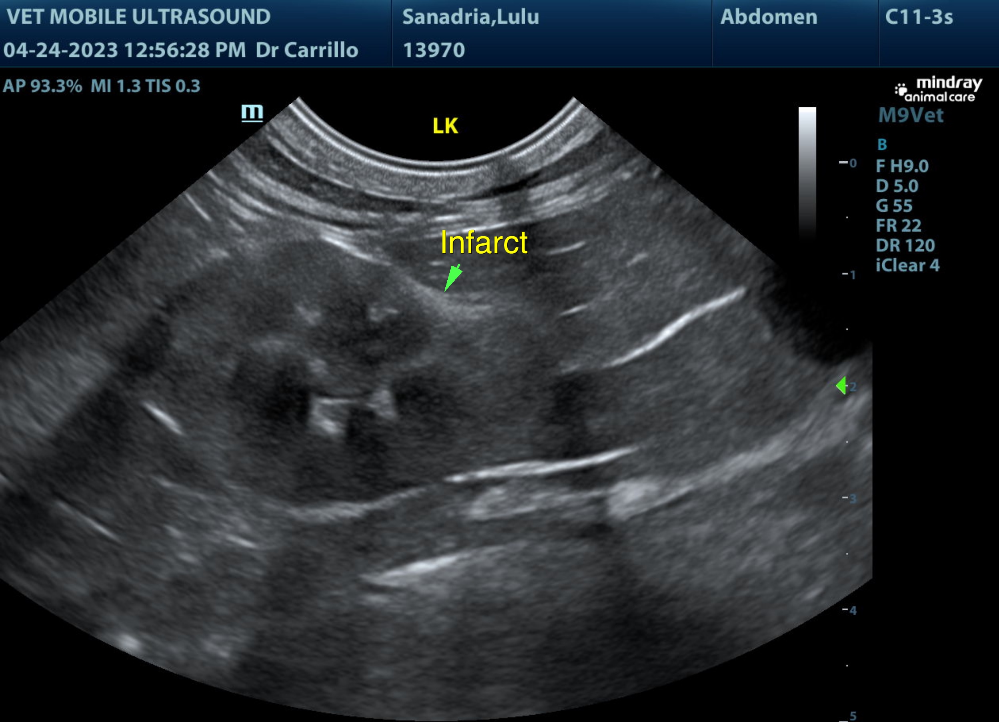 VET MOBILE ULTRASOUND
04-24-2023 12:56:28 PM Dr Carrillo
Sanadria,Lulu
13970
Abdomen
C11-3s
AP 93.3% MI 1.3 TIS 0.3
m
LK
mindray
animal care
M9Vet
B
F H9.0
D 5.0
G 55
FR 22
DR 120
iClear 4
Infarct
0
1
2
3
4
5